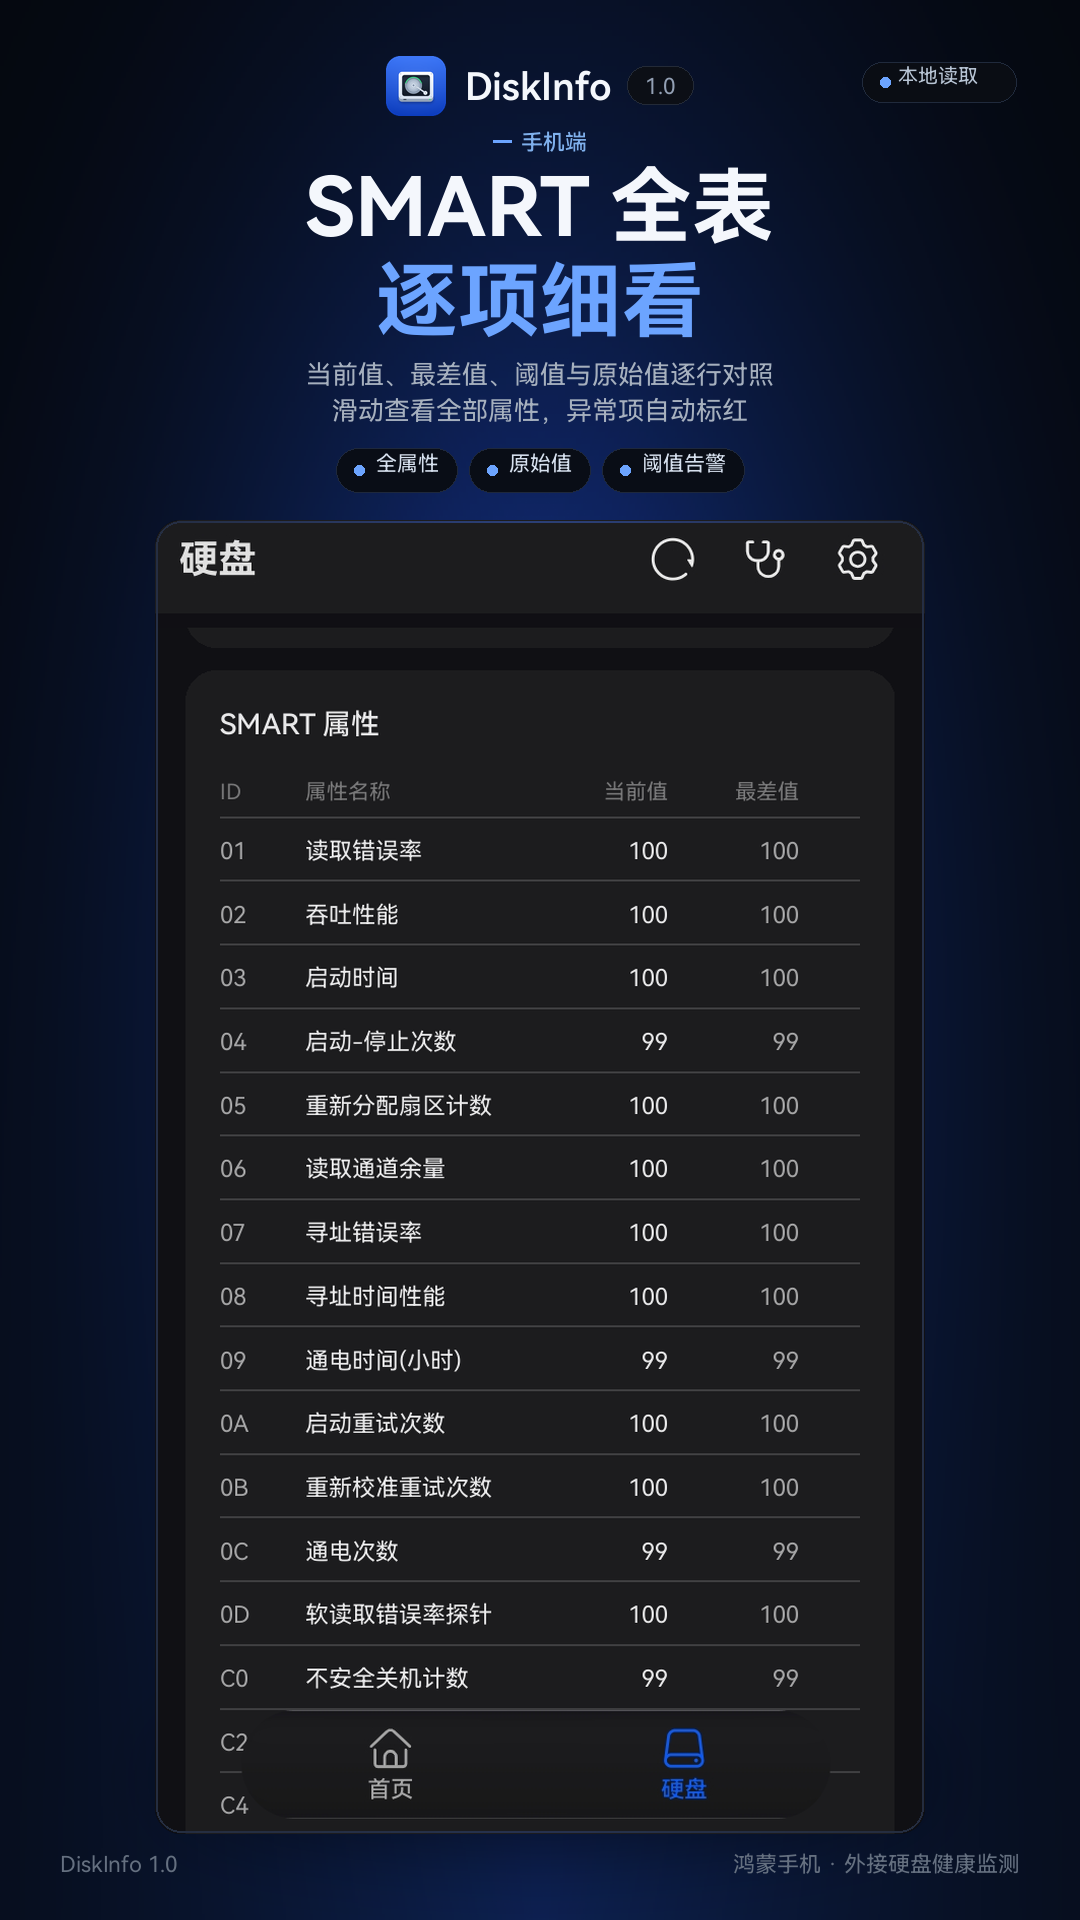 DiskInfo 1.0
本地读取
手机端
SMART 全表
逐项细看
当前值、最差值、阈值与原始值逐行对照
滑动查看全部属性，异常项自动标红
全属性 原始值 阈值告警
硬盘
SMART 属性
ID 属性名称 当前值 最差值
01 读取错误率 100 100
02 吞吐性能 100 100
03 启动时间 100 100
04 启动-停止次数 99 99
05 重新分配扇区计数 100 100
06 读取通道余量 100 100
07 寻址错误率 100 100
08 寻址时间性能 100 100
09 通电时间(小时) 99 99
0A 启动重试次数 100 100
0B 重新校准重试次数 100 100
0C 通电次数 99 99
0D 软读取错误率探针 100 100
C0 不安全关机计数 99 99
C2
C4
首页 硬盘
DiskInfo 1.0
鸿蒙手机 · 外接硬盘健康监测